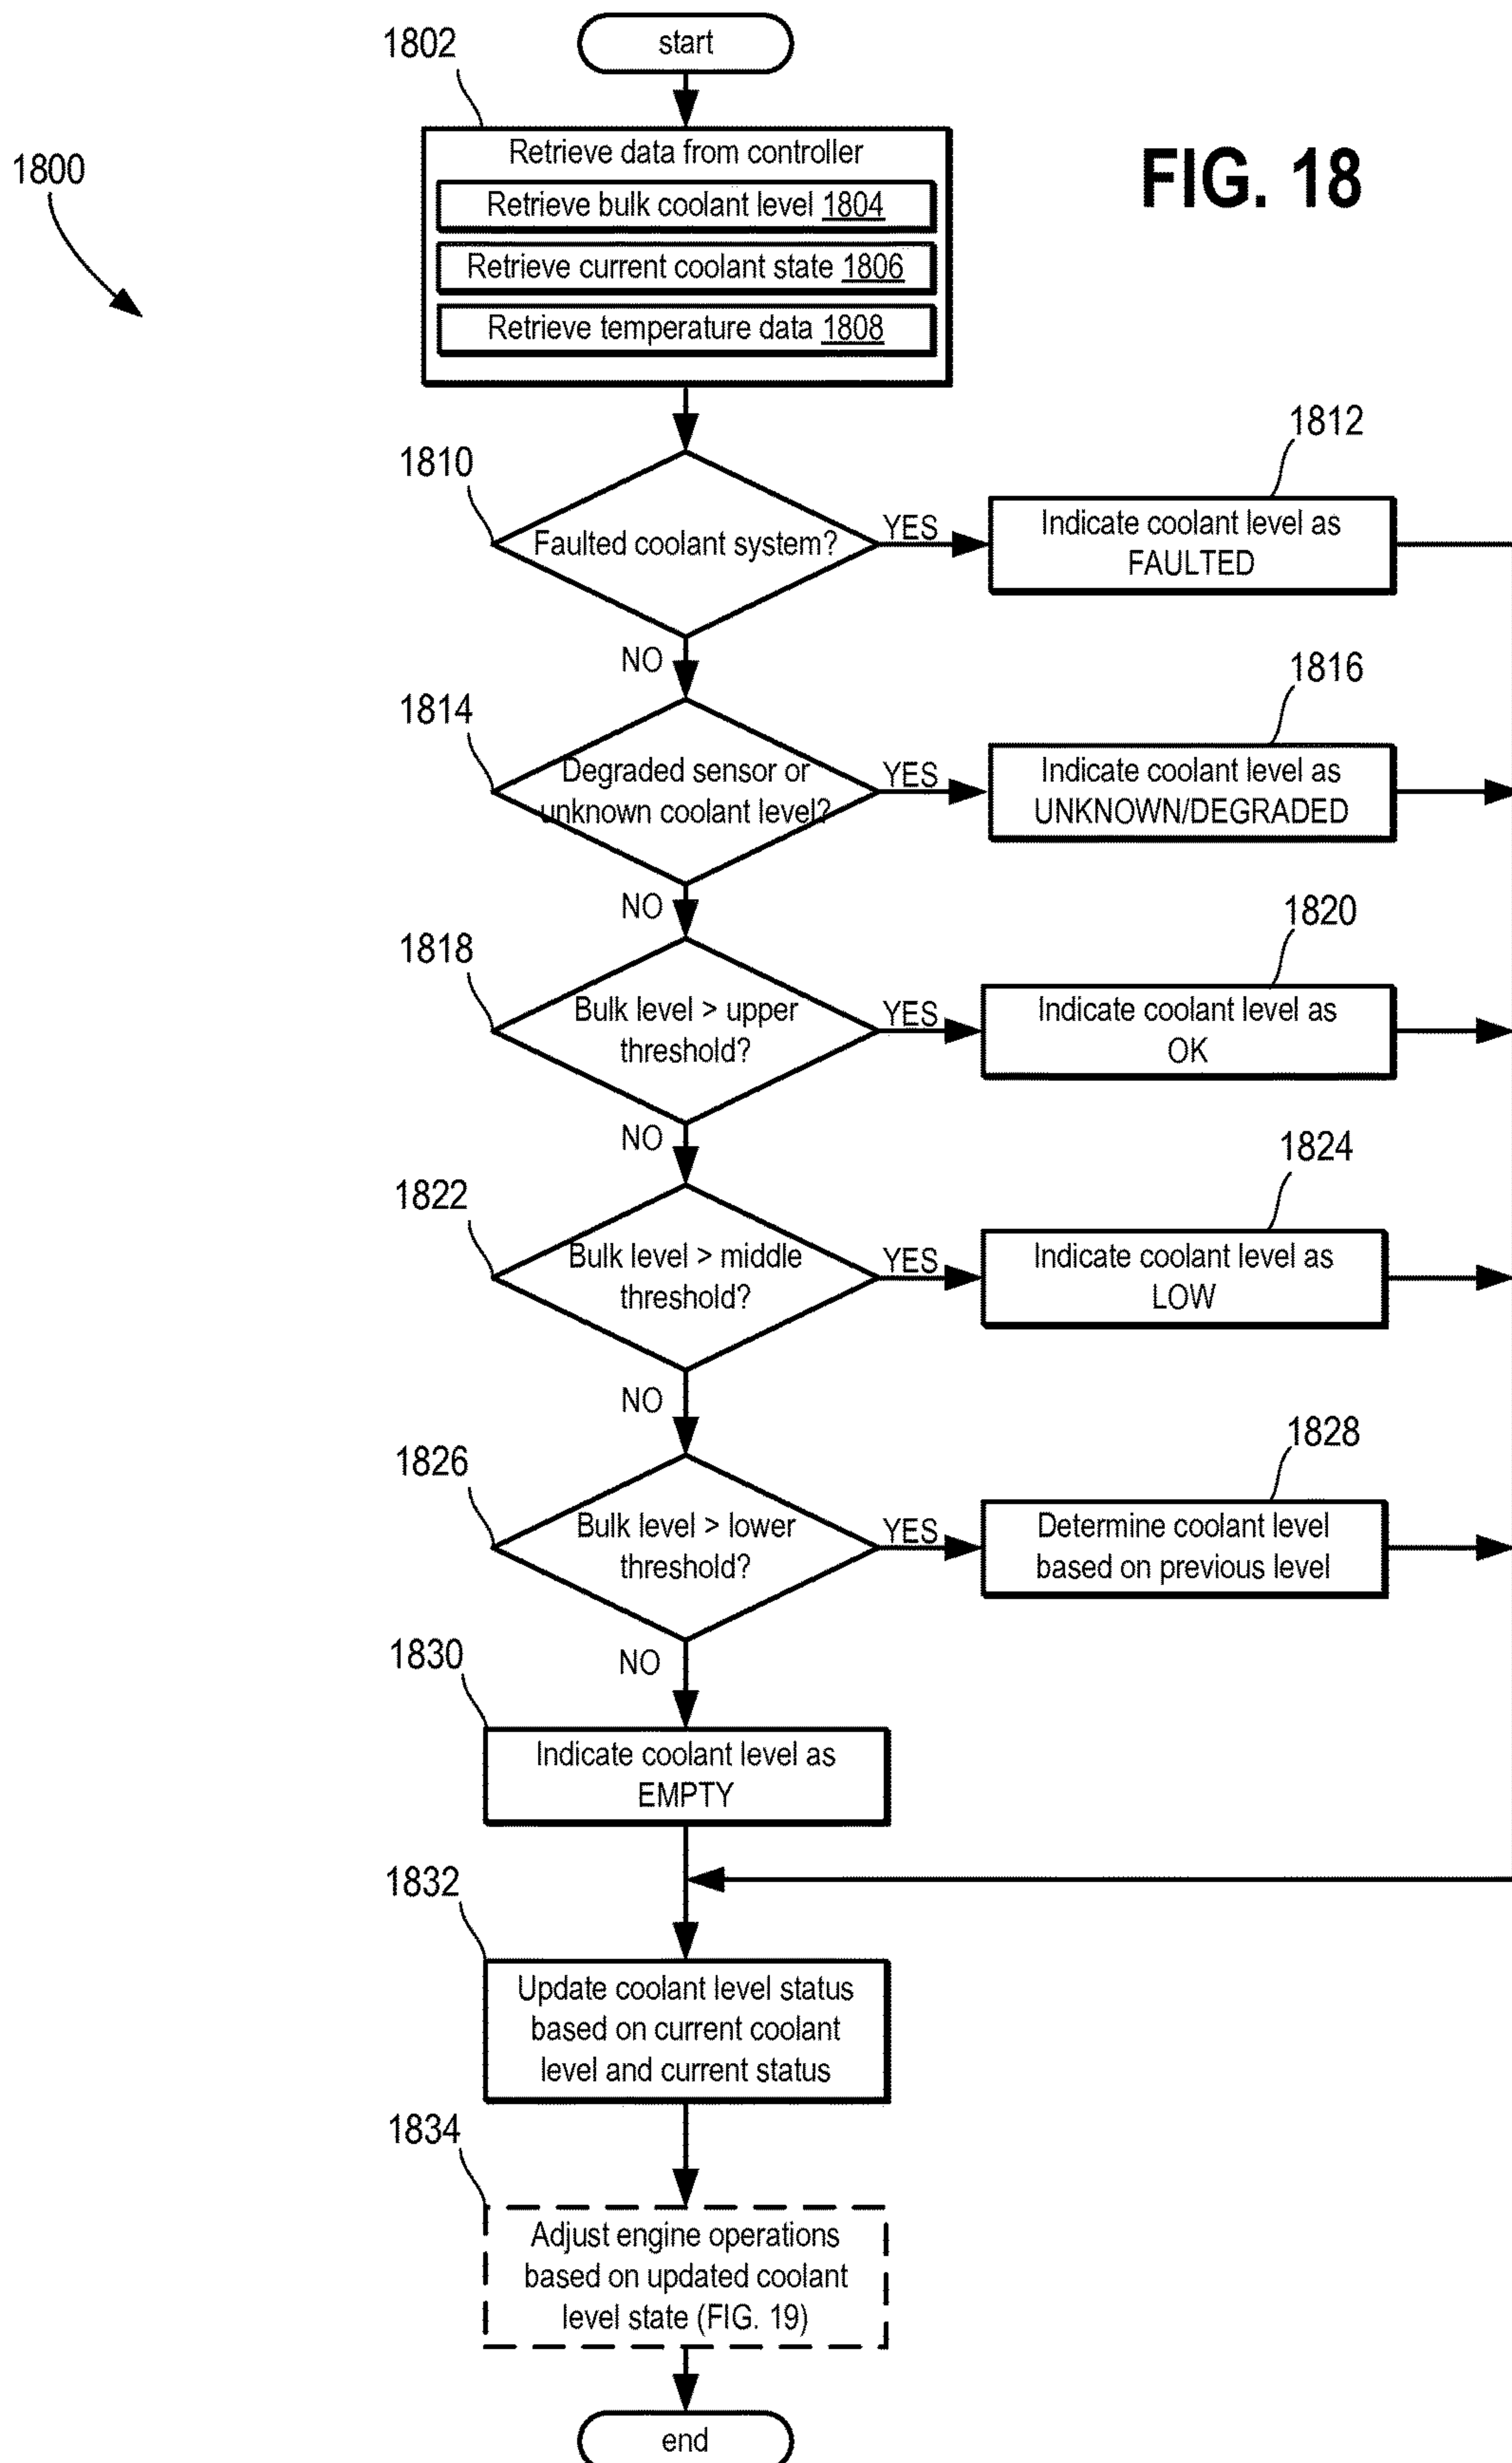 FIG. 18
1800
start
1802
Retrieve data from controller
Retrieve bulk coolant level 1804
Retrieve current coolant state 1806
Retrieve temperature data 1808
1810
Faulted coolant system?
YES
1812
Indicate coolant level as
FAULTED
NO
1814
Degraded sensor or
unknown coolant level?
YES
1816
Indicate coolant level as
UNKNOWN/DEGRADED
NO
1818
Bulk level > upper
threshold?
YES
1820
Indicate coolant level as
OK
NO
1822
Bulk level > middle
threshold?
YES
1824
Indicate coolant level as
LOW
NO
1826
Bulk level > lower
threshold?
YES
1828
Determine coolant level
based on previous level
NO
1830
Indicate coolant level as
EMPTY
1832
Update coolant level status
based on current coolant
level and current status
1834
Adjust engine operations
based on updated coolant
level state (FIG. 19)
end